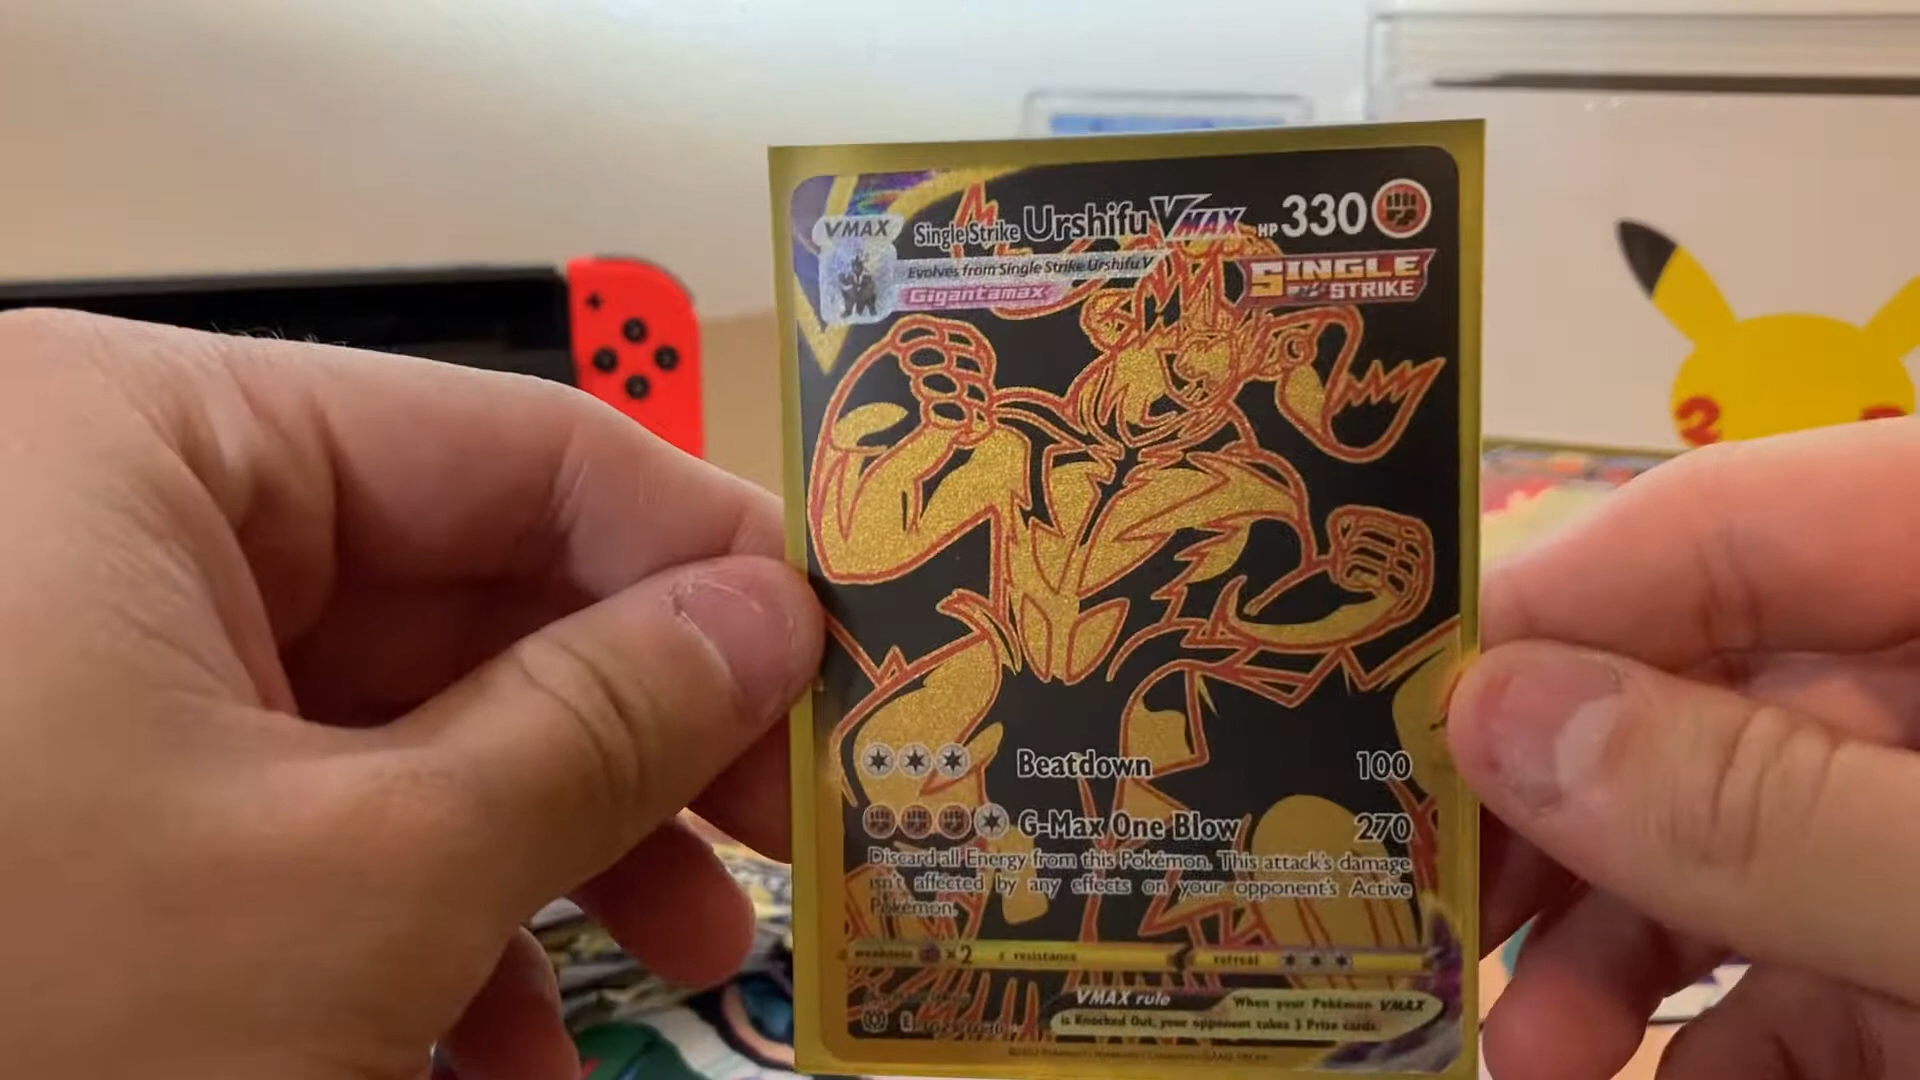 VMAX Single Strike Urshifu VMAX HP 330
Evolves from Single Strike Urshifu V
Gigantamax
SINGLE STRIKE
Beatdown 100
G-Max One Blow 270
Discard all Energy from this Pokémon. This attack's damage
isn't affected by any effects on your opponent's Active
Pokémon.
weakness ×2 resistance retreat
VMAX rule When your Pokémon VMAX
is Knocked Out, your opponent takes 3 Prize cards.
2